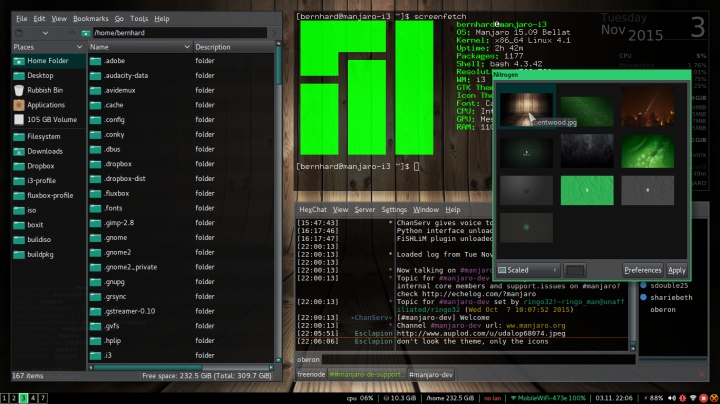 File Edit View Bookmarks Go Tools Help
/home/bernhard
Places
Home Folder
Desktop
Rubbish Bin
Applications
105 GB Volume
Filesystem
Downloads
Dropbox
i3-profile
fluxbox-profile
iso
boxit
buildiso
buildpkg
Name Description
.adobe folder
.audacity-data folder
.avidemux folder
.cache folder
.config folder
.conky folder
.dbus folder
.dropbox folder
.dropbox-dist folder
.fluxbox folder
.fonts folder
.gimp-2.8 folder
.gnome folder
.gnome2 folder
.gnome2_private folder
.gnupg folder
.grsync folder
.gstreamer-0.10 folder
.gvfs folder
.hplip folder
.i3 folder
167 items Free space: 232.5 GiB (Total: 309.7 GiB)
[bernhard@manjaro-i3 ~]$ screenfetch
bernhard@manjaro-i3
OS: Manjaro 15.09 Bellat
Kernel: x86_64 Linux 4.1
Uptime: 2h 42m
Packages: 1177
Shell: bash 4.3.42
Resolut
WM: i3
GTK The
Icon The
Font: Ca
CPU: Int
GPU: Mes
RAM: 110
[bernhard@manjaro-i3 ~]$
Tuesday
Nov 2015 3
CPU 5%
Nitrogen
Bentwood.jpg
Scaled
Preferences Apply
HexChat View Server Settings Window Help
[15:47:43] * ChanServ gives voice to
[16:17:46] Python interface unload
[16:17:47] FiSHLiM plugin unloade
[22:00:13]
[22:00:13] * Loaded log from Tue Nov
[22:00:13]
[22:00:13] * Now talking on #manjaro-
[22:00:13] * Topic for #manjaro-dev
internal core members and support.issues on #manjaro?
check http://echelog.com/?manjaro
[22:00:13] * Topic for #manjaro-dev set by ringo32!~ringo_man@unaff
iliated/ringo32 (Wed Oct 7 10:07:52 2015)
[22:00:13] -ChanServ- [#manjaro-dev] Welcome
[22:00:13] * Channel #manjaro-dev url: ww.manjaro.org
[22:05:51] Esclapion http://www.auplod.com/u/udalop68074.jpeg
[22:06:06] Esclapion don't look the theme, only the icons
oberon
freenode ##manjaro-de-support... #manjaro-dev
sdouble25
shariebeth
oberon
1 2 3 4 7
cpu 06% 10.3 GiB /home 232.5 GiB no lan MobileWiFi-473e 100% 03.11. 22:06 88%